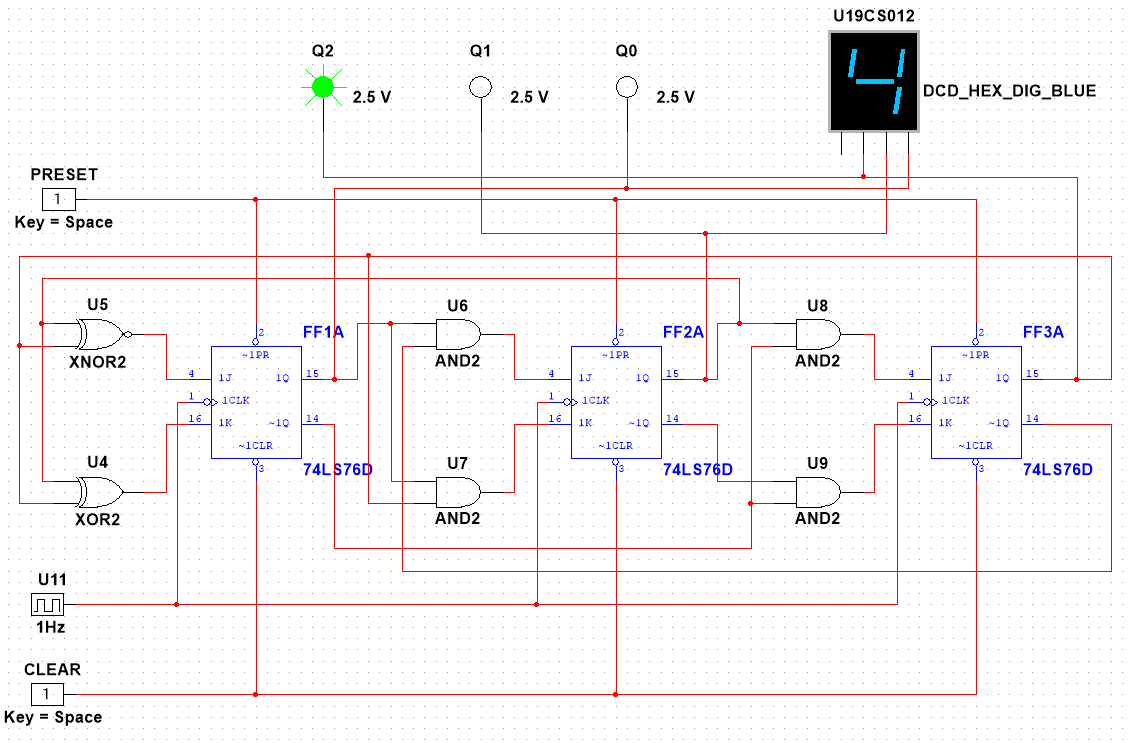 U19CS012
Q2
Q1
Q0
2.5 V
2.5 V
2.5 V
4
DCD_HEX_DIG_BLUE
PRESET
1
Key = Space
U5
XNOR2
U6
AND2
U8
AND2
FF1A
FF2A
FF3A
2
~1PR
4
1J
1Q
15
1
1CLK
16
1K
~1Q
14
~1CLR
3
74LS76D
2
~1PR
4
1J
1Q
15
1
1CLK
16
1K
~1Q
14
~1CLR
3
74LS76D
2
~1PR
4
1J
1Q
15
1
1CLK
16
1K
~1Q
14
~1CLR
3
74LS76D
U4
XOR2
U7
AND2
U9
AND2
U11
1Hz
CLEAR
1
Key = Space